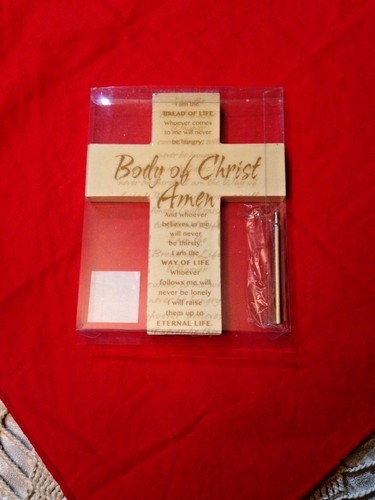 I am the
BREAD OF LIFE
whoever comes
to me will never
be hungry.
Body of Christ
Amen
And whoever
believes in me
will never
be thirsty.
I am the
WAY OF LIFE
whoever
follows me will
never be lonely
I will raise
them up to
ETERNAL LIFE.